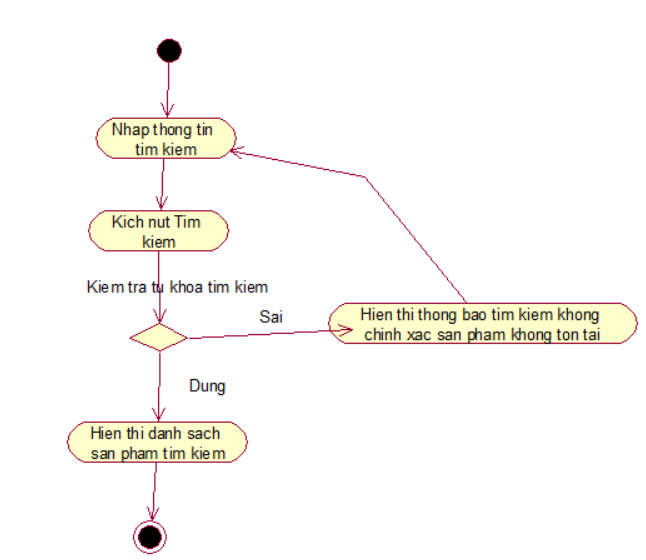 Nhap thong tin
tim kiem
Kich nut Tim
kiem
Kiem tra tu khoa tim kiem
Sai
Hien thi thong bao tim kiem khong
chinh xac san pham khong ton tai
Dung
Hien thi danh sach
san pham tim kiem